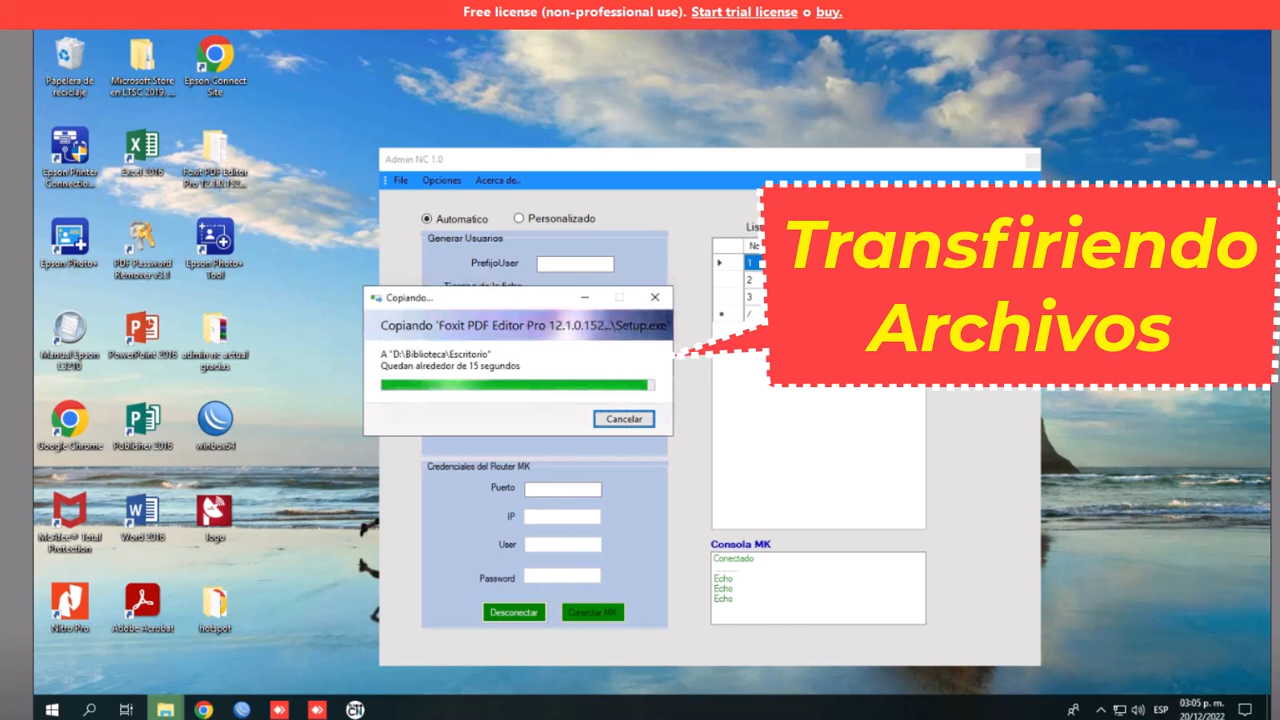 Free license (non-professional use). Start trial license o buy.
Papelera de
reciclaje
Microsoft Store
en LTSC 2019. ...
Epson Connect
Site
Epson Printer
Connectio...
Excel 2016
Foxit PDF Editor
Pro 12.1.0.152...
Epson Photo+
PDF Password
Remover v3.1
Epson Photo+
Tool
Manual Epson
L3210
PowerPoint 2016
admin nc actual
gracias
Google Chrome
Publisher 2016
winbox64
McAfee® Total
Protection
Word 2016
logo
Nitro Pro
Adobe Acrobat
hotspot
Admin NC 1.0
File Opciones Acerca de..
Automatico Personalizado
Generar Usuarios
PrefijoUser
Copiando...
Copiando 'Foxit PDF Editor Pro 12.1.0.152...\Setup.exe'
A "D:\Biblioteca\Escritorio"
Quedan alrededor de 15 segundos
Cancelar
1
2
3
Transfiriendo
Archivos
Credenciales del Router MK
Puerto
IP
User
Password
Desconectar Conectar MK
Consola MK
Conectado
............
Echo
Echo
Echo
ESP
03:05 p. m.
20/12/2022